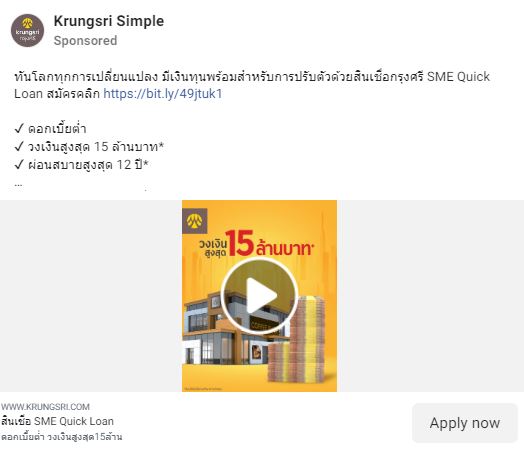 Krungsri Simple
krungsri
กรุงศรี
Sponsored
ทันโลกทุกการเปลี่ยนแปลง มีเงินทุนพร้อมสำหรับการปรับตัวด้วยสินเชื่อกรุงศรี SME Quick
Loan สมัครคลิก https://bit.ly/49jtuk1
✓ ดอกเบี้ยต่ำ
✓ วงเงินสูงสุด 15 ล้านบาท*
✓ ผ่อนสบายสูงสุด 12 ปี*
...
วงเงิน
สูงสุด 15 ล้านบาท*
WWW.KRUNGSRI.COM
สินเชื่อ SME Quick Loan
ดอกเบี้ยต่ำ วงเงินสูงสุด15ล้าน
Apply now